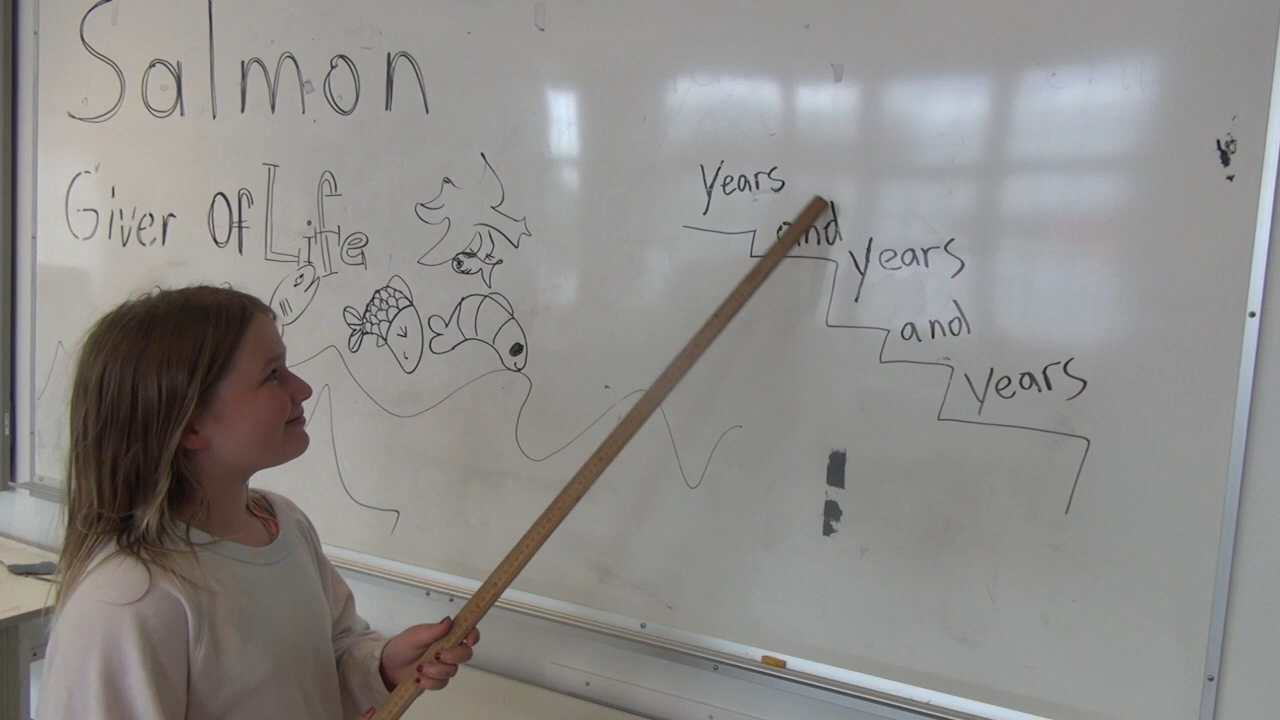 Salmon
Giver Of Life
years
and
years
and
years